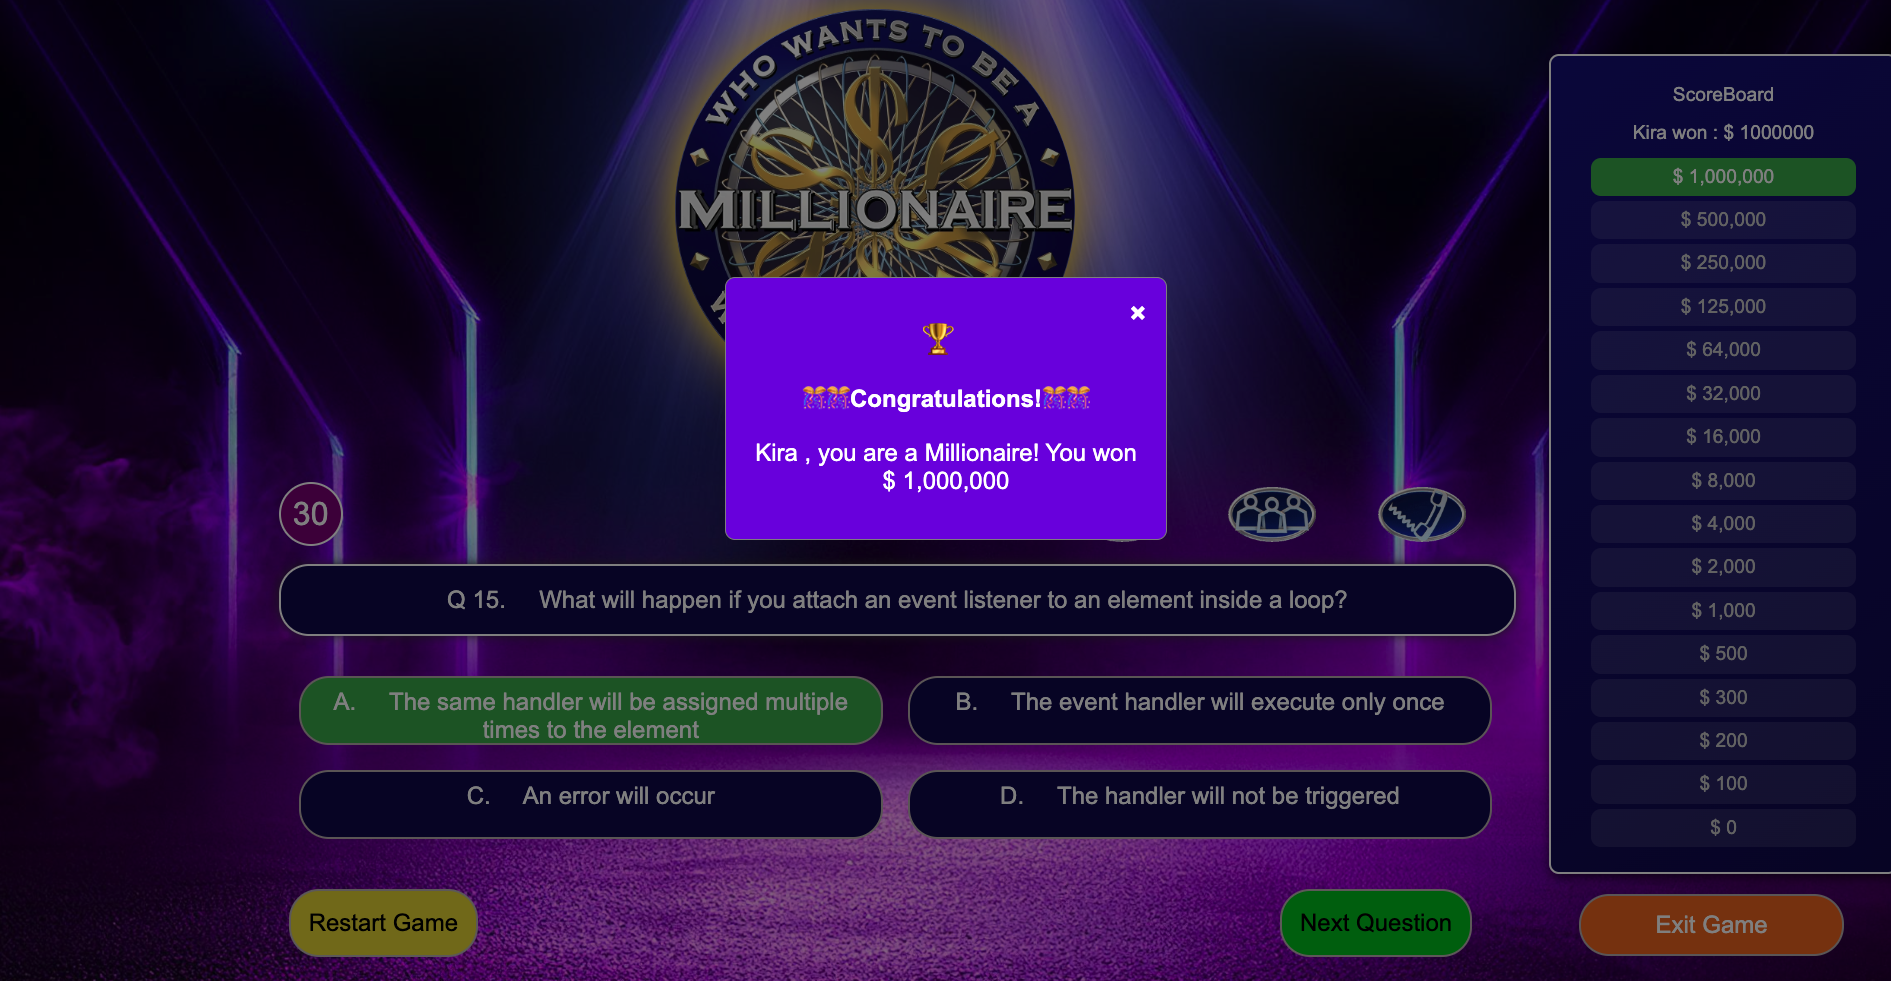 WHO WANTS TO BE A
MILLIONAIRE
ScoreBoard
Kira won : $ 1000000
$ 1,000,000
$ 500,000
$ 250,000
$ 125,000
$ 64,000
$ 32,000
$ 16,000
$ 8,000
$ 4,000
$ 2,000
$ 1,000
$ 500
$ 300
$ 200
$ 100
$ 0
×
🏆
🎊🎊Congratulations!🎊🎊
Kira , you are a Millionaire! You won
$ 1,000,000
30
Q 15. What will happen if you attach an event listener to an element inside a loop?
A. The same handler will be assigned multiple
times to the element
B. The event handler will execute only once
C. An error will occur
D. The handler will not be triggered
Restart Game
Next Question
Exit Game